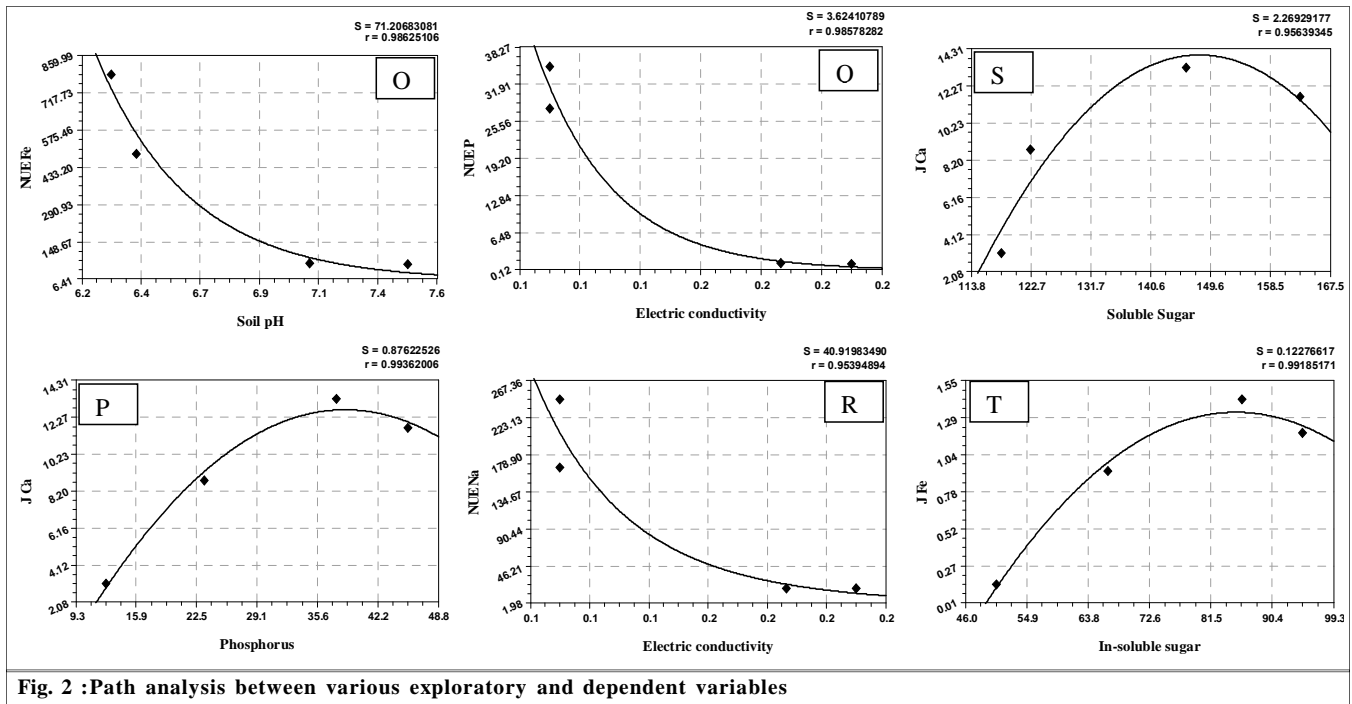 S = 71.20683081
r = 0.98625106
O
859.99
717.73
575.46
433.20
290.93
148.67
6.41
NUE Fe
6.2 6.4 6.7 6.9 7.1 7.4 7.6
Soil pH
S = 3.62410789
r = 0.98578282
O
38.27
31.91
25.56
19.20
12.84
6.48
0.12
NUE P
0.1 0.1 0.1 0.2 0.2 0.2 0.2
Electric conductivity
S = 2.26929177
r = 0.95639345
S
14.31
12.27
10.23
8.20
6.16
4.12
2.08
J Ca
113.8 122.7 131.7 140.6 149.6 158.5 167.5
Soluble Sugar
S = 0.87622526
r = 0.99362006
P
14.31
12.27
10.23
8.20
6.16
4.12
2.08
J Ca
9.3 15.9 22.5 29.1 35.6 42.2 48.8
Phosphorus
S = 40.91983490
r = 0.95394894
R
267.36
223.13
178.90
134.67
90.44
46.21
1.98
NUE Na
0.1 0.1 0.1 0.2 0.2 0.2 0.2
Electric conductivity
S = 0.12276617
r = 0.99185171
T
1.55
1.29
1.04
0.78
0.52
0.27
0.01
J Fe
46.0 54.9 63.8 72.6 81.5 90.4 99.3
In-soluble sugar
Fig. 2 :Path analysis between various exploratory and dependent variables